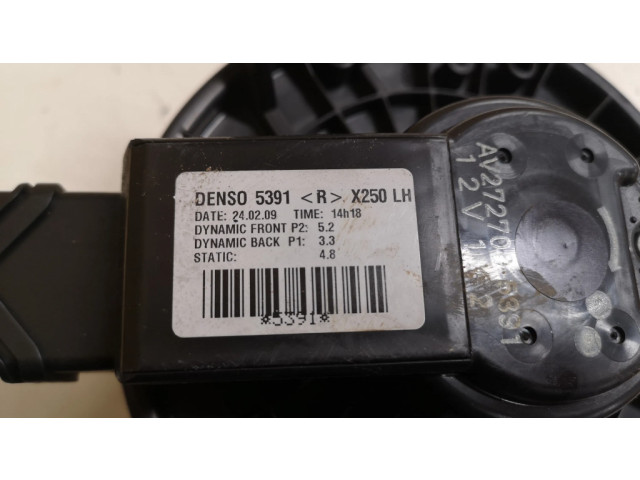 DENSO 5391 <R> X250 LH
DATE: 24.02.09 TIME: 14h18
DYNAMIC FRONT P2: 5.2
DYNAMIC BACK P1: 3.3
STATIC: 4.8
*5391*
12V